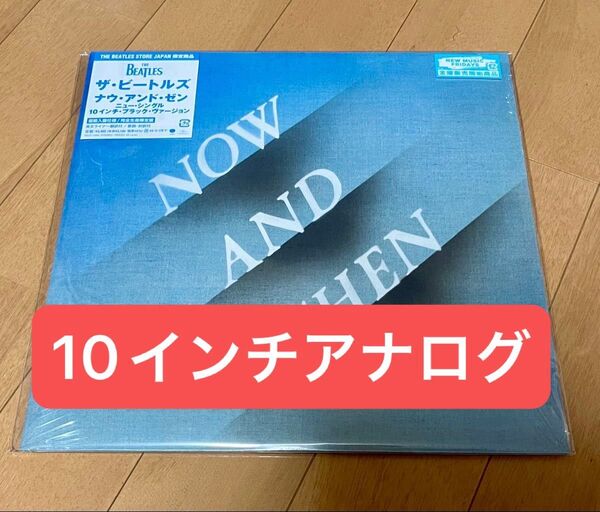 THE BEATLES STORE JAPAN 限定商品
THE
BEATLES
ザ・ビートルズ
ナウ・アンド・ゼン
ニュー・シングル
10インチ・ブラック・ヴァージョン
NEW MUSIC
FRIDAYS
NOW
AND
THEN
10インチアナログ